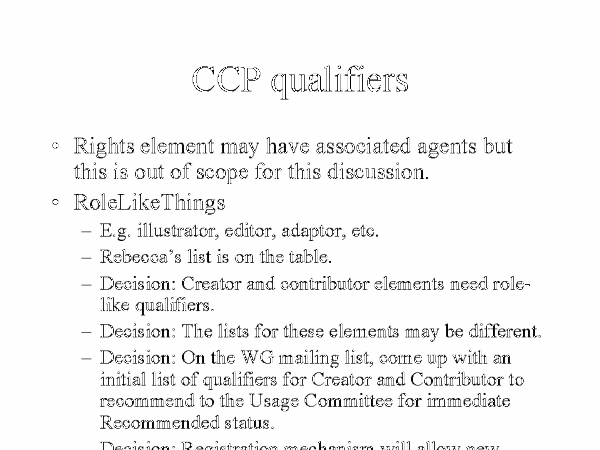 CCP qualifiers
◦ Rights element may have associated agents but
this is out of scope for this discussion.
◦ RoleLikeThings
– E.g. illustrator, editor, adaptor, etc.
– Rebecca's list is on the table.
– Decision: Creator and contributor elements need role-
like qualifiers.
– Decision: The lists for these elements may be different.
– Decision: On the WG mailing list, come up with an
initial list of qualifiers for Creator and Contributor to
recommend to the Usage Committee for immediate
Recommended status.
Decision: Registration mechanism will allow new